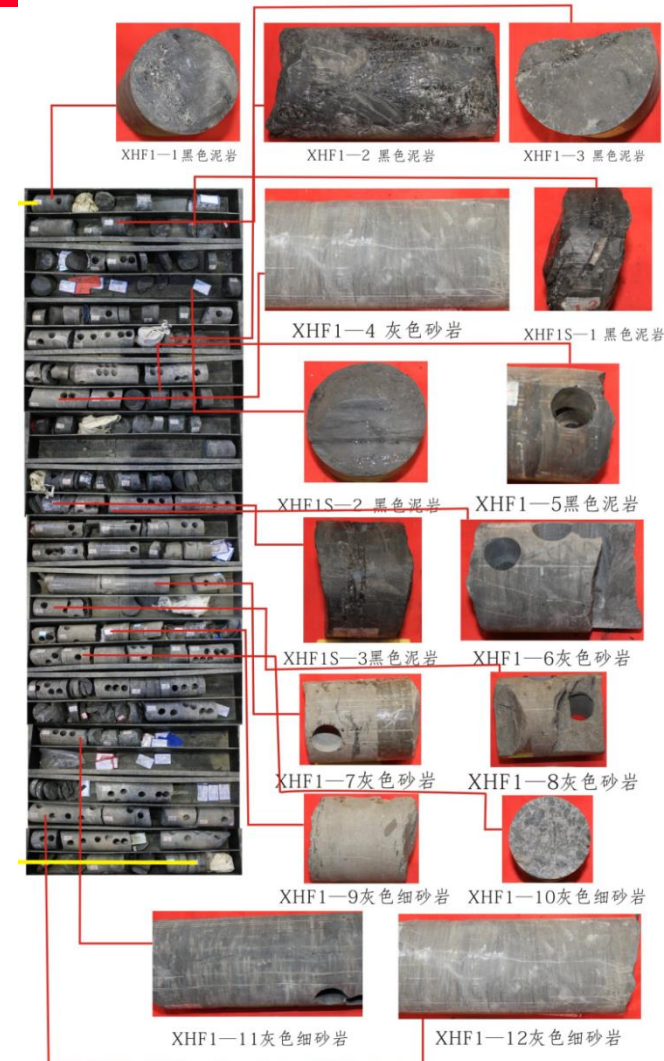 XHF1—1 黑色泥岩
XHF1—2 黑色泥岩
XHF1—3 黑色泥岩
XHF1—4 灰色砂岩
XHF1S—1 黑色泥岩
XHF1S—2 黑色泥岩
XHF1—5黑色泥岩
XHF1S—3黑色泥岩
XHF1—6灰色砂岩
XHF1—7灰色砂岩
XHF1—8灰色砂岩
XHF1—9灰色细砂岩
XHF1—10灰色细砂岩
XHF1—11灰色细砂岩
XHF1—12灰色细砂岩